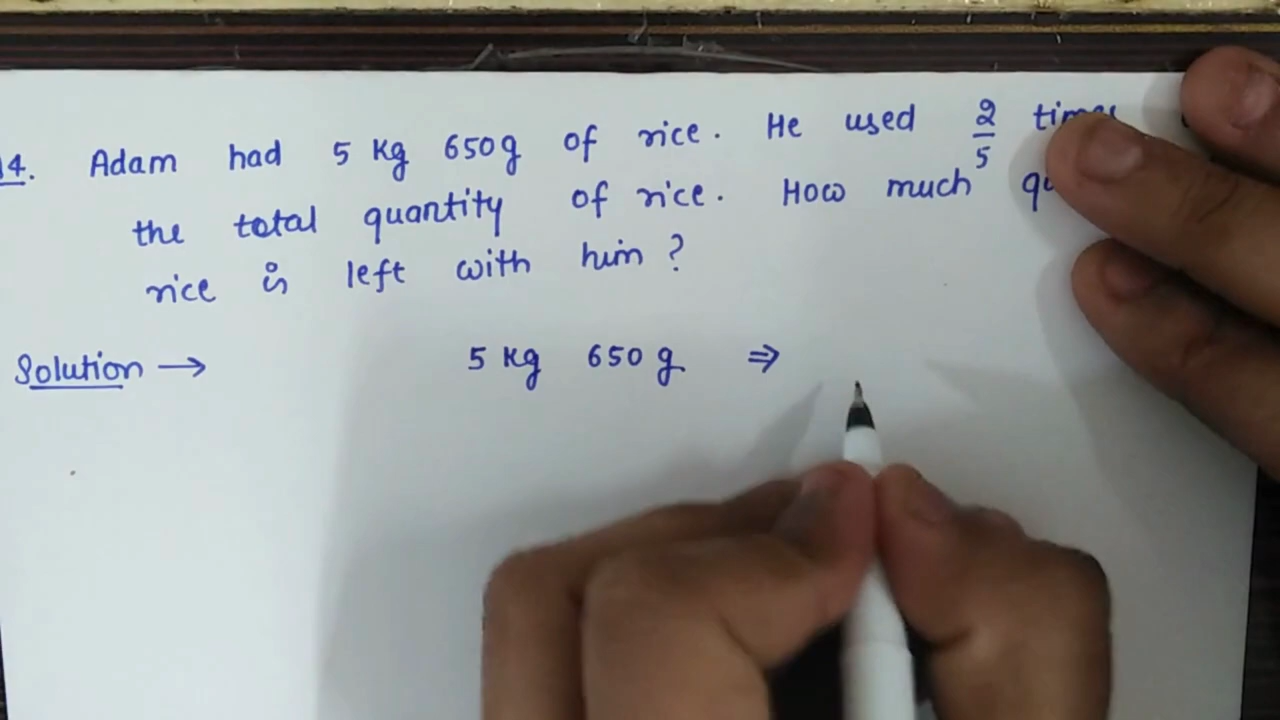 14. Adam had 5 Kg 650g of rice. He used 2/5 times
the total quantity of rice. How much
rice is left with him ?
Solution → 5 Kg 650 g ⇒